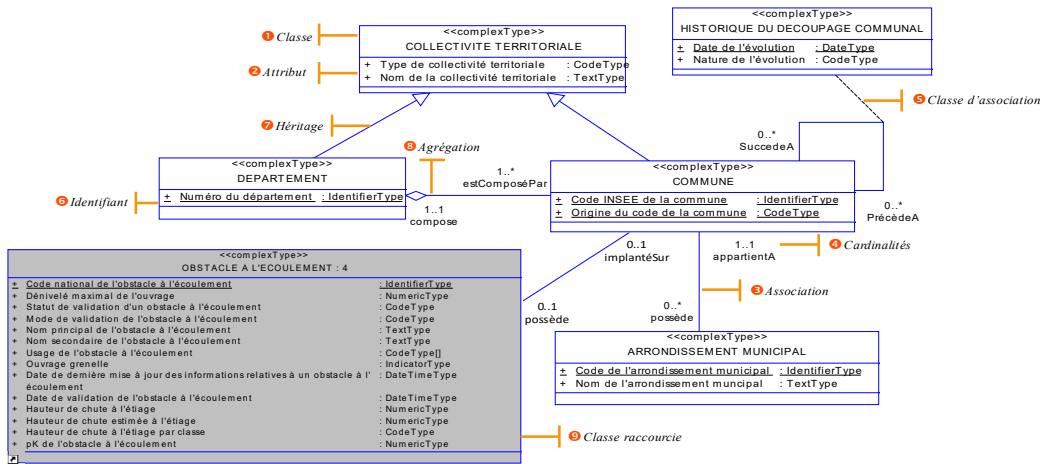 <<complexType>>
COLLECTIVITE TERRITORIALE
+ Type de collectivité territoriale : CodeType
+ Nom de la collectivité territoriale : TextType
<<complexType>>
HISTORIQUE DU DECOUPAGE COMMUNAL
+ Date de l'évolution : DateType
+ Nature de l'évolution : CodeType
❶ Classe
❷ Attribut
❺ Classe d'association
❼ Héritage
❽ Agrégation
0..*
SuccedeA
<<complexType>>
DEPARTEMENT
+ Numéro du département : IdentifierType
❻ Identifiant
1..*
estComposéPar
1..1
compose
<<complexType>>
COMMUNE
+ Code INSEE de la commune : IdentifierType
+ Origine du code de la commune : CodeType
0..*
PrécèdeA
0..1
implantéSur
1..1
appartientA
❹ Cardinalités
❸ Association
0..1
possède
0..*
possède
<<complexType>>
OBSTACLE A L'ECOULEMENT : 4
+ Code national de l'obstacle à l'écoulement : IdentifierType
+ Dénivelé maximal de l'ouvrage : NumericType
+ Statut de validation d'un obstacle à l'écoulement : CodeType
+ Mode de validation de l'obstacle à l'écoulement : CodeType
+ Nom principal de l'obstacle à l'écoulement : TextType
+ Nom secondaire de l'obstacle à l'écoulement : TextType
+ Usage de l'obstacle à l'écoulement : CodeType[]
+ Ouvrage grenelle : IndicatorType
+ Date de dernière mise à jour des informations relatives à un obstacle à l' : DateTimeType
écoulement
+ Date de validation de l'obstacle à l'écoulement : DateTimeType
+ Hauteur de chute à l'étiage : NumericType
+ Hauteur de chute estimée à l'étiage : NumericType
+ Hauteur de chute à l'étiage par classe : CodeType
+ pK de l'obstacle à l'écoulement : NumericType
<<complexType>>
ARRONDISSEMENT MUNICIPAL
+ Code de l'arrondissement municipal : IdentifierType
+ Nom de l'arrondissement muncipal : TextType
❾ Classe raccourcie